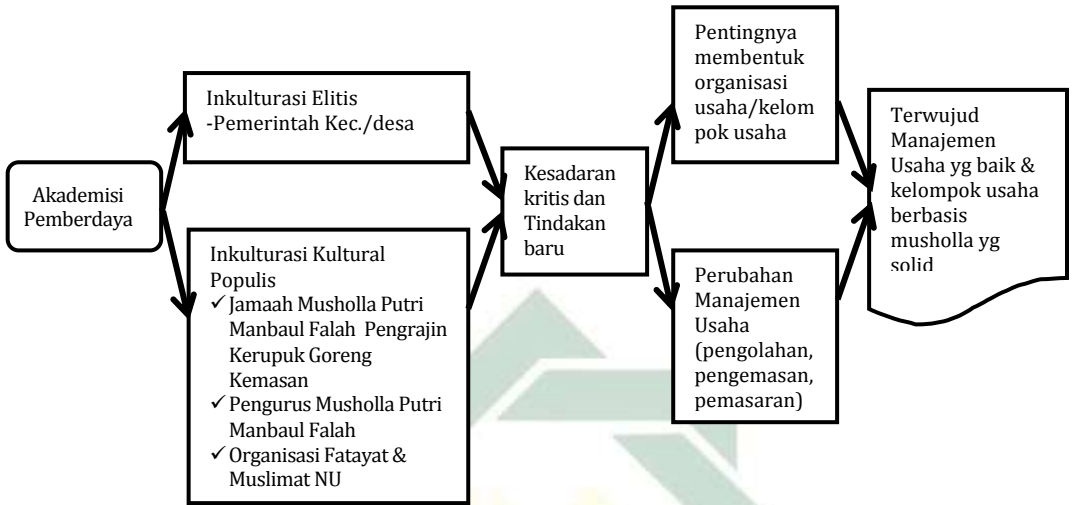 Akademisi
Pemberdaya
Inkulturasi Elitis
-Pemerintah Kec./desa
Inkulturasi Kultural
Populis
✓Jamaah Musholla Putri
Manbaul Falah Pengrajin
Kerupuk Goreng
Kemasan
✓Pengurus Musholla Putri
Manbaul Falah
✓Organisasi Fatayat &
Muslimat NU
Kesadaran
kritis dan
Tindakan
baru
Pentingnya
membentuk
organisasi
usaha/kelom
pok usaha
Perubahan
Manajemen
Usaha
(pengolahan,
pengemasan,
pemasaran)
Terwujud
Manajemen
Usaha yg baik &
kelompok usaha
berbasis
musholla yg
solid